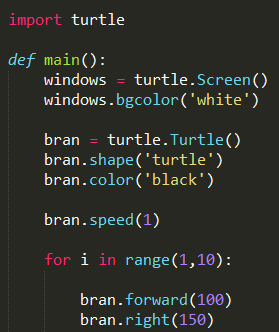 import turtle
def main():
    windows = turtle.Screen()
    windows.bgcolor('white')
    bran = turtle.Turtle()
    bran.shape('turtle')
    bran.color('black')
    bran.speed(1)
    for i in range(1,10):
        bran.forward(100)
        bran.right(150)